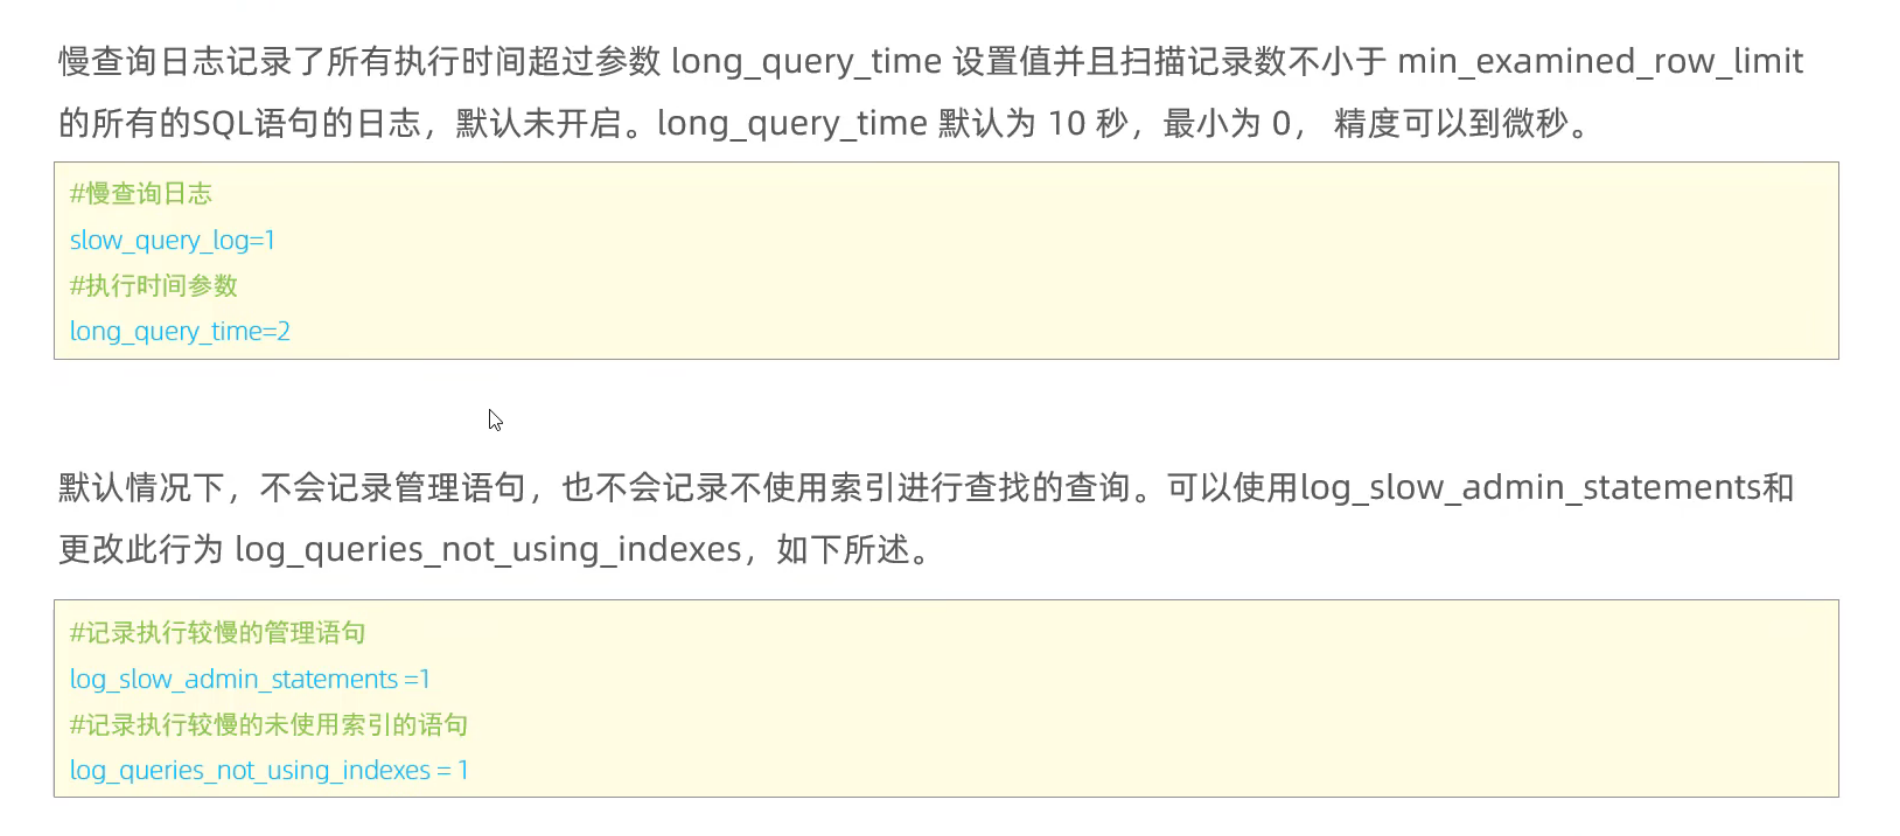 慢查询日志记录了所有执行时间超过参数 long_query_time 设置值并且扫描记录数不小于 min_examined_row_limit
的所有的SQL语句的日志，默认未开启。long_query_time 默认为 10 秒，最小为 0， 精度可以到微秒。
#慢查询日志
slow_query_log=1
#执行时间参数
long_query_time=2
默认情况下，不会记录管理语句，也不会记录不使用索引进行查找的查询。可以使用log_slow_admin_statements和
更改此行为 log_queries_not_using_indexes，如下所述。
#记录执行较慢的管理语句
log_slow_admin_statements =1
#记录执行较慢的未使用索引的语句
log_queries_not_using_indexes = 1